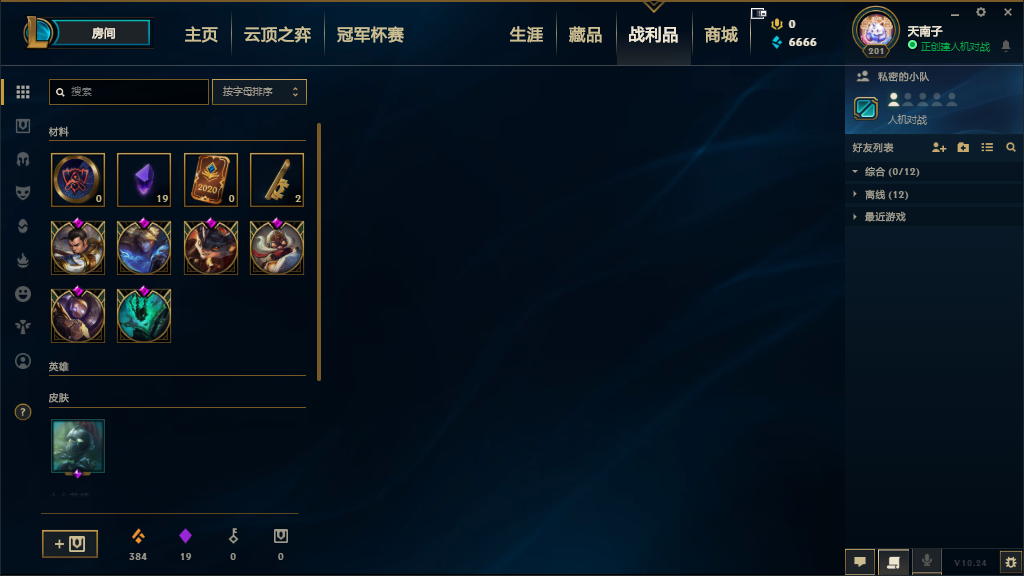 房间
主页
云顶之弈
冠军杯赛
生涯
藏品
战利品
商城
0
6666
201
天南子
正创建人机对战
私密的小队
人机对战
好友列表
综合 (0/12)
离线 (12)
最近游戏
搜索
按字母排序
材料
0
19
2020
0
2
英雄
皮肤
?
384
19
0
0
V10.24